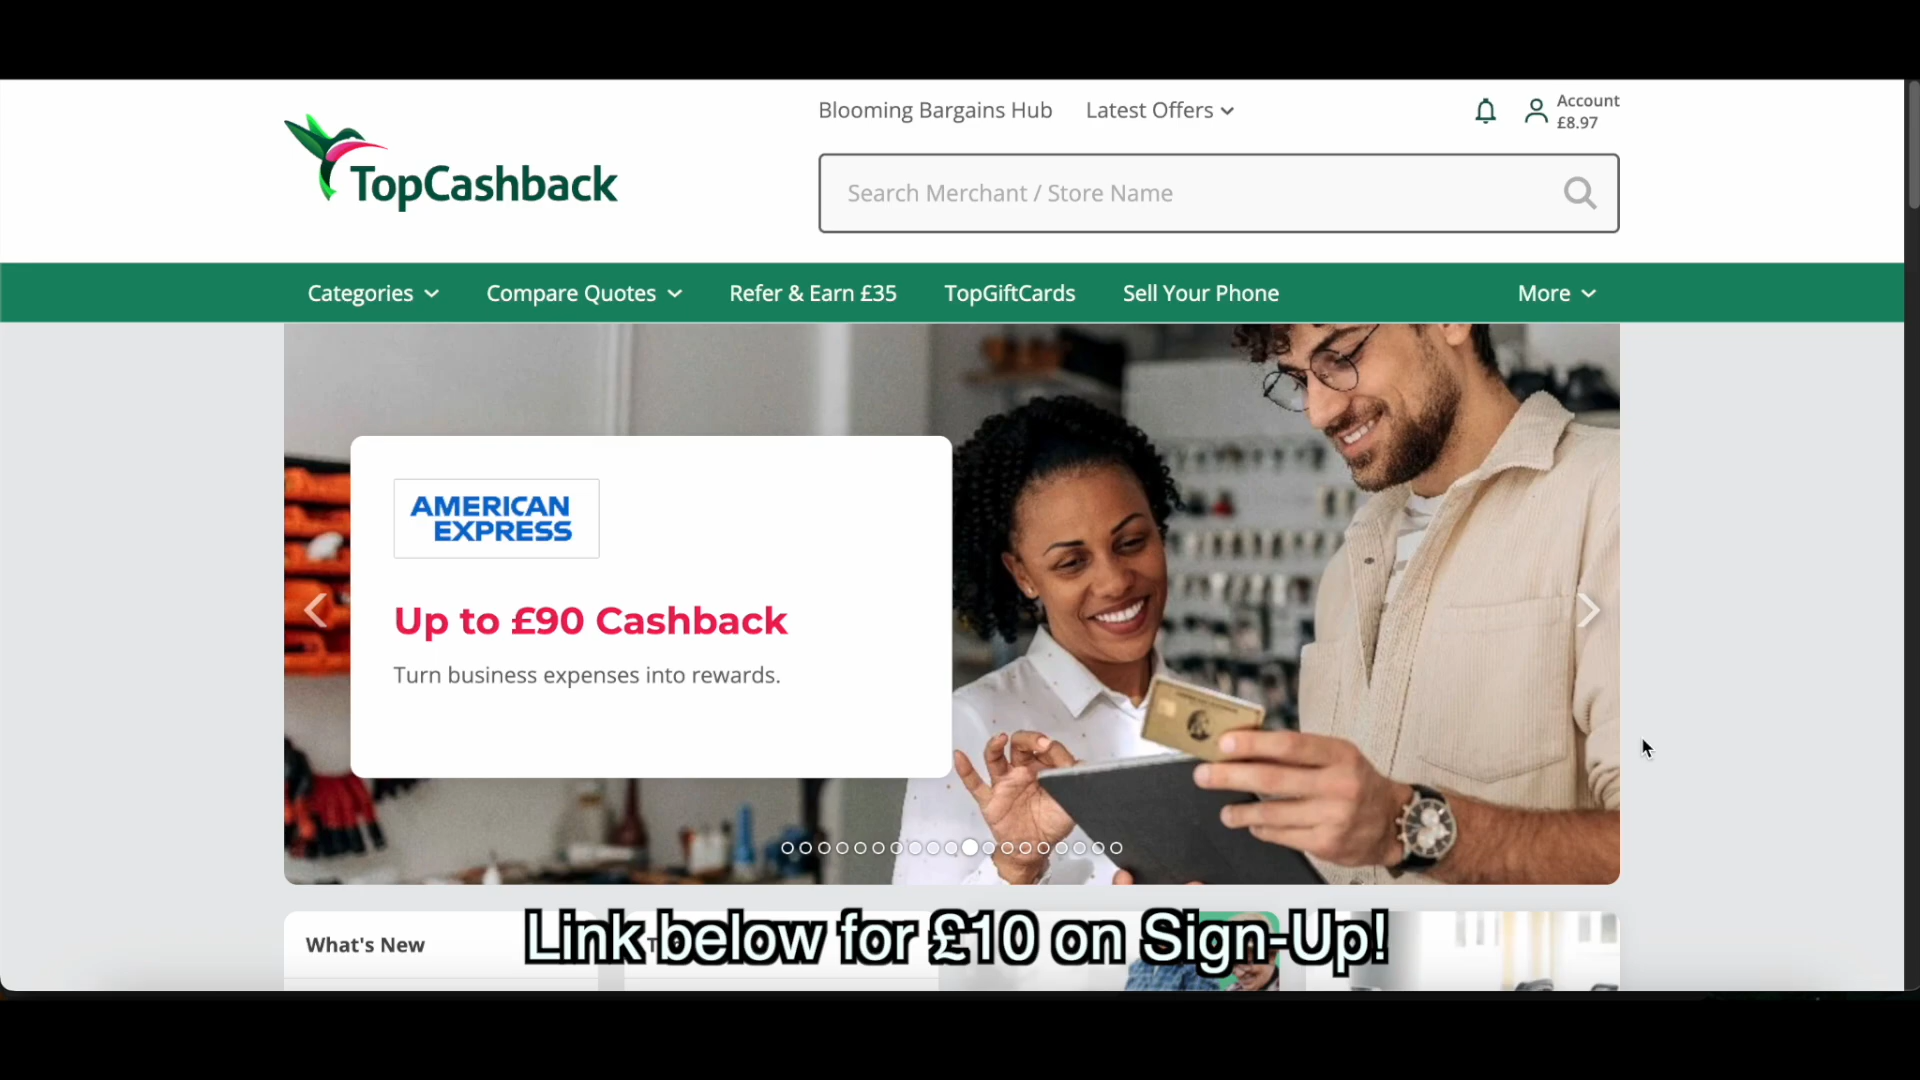 Blooming Bargains Hub
Latest Offers
Account
£8.97
TopCashback
Search Merchant / Store Name
Categories
Compare Quotes
Refer & Earn £35
TopGiftCards
Sell Your Phone
More
AMERICAN
EXPRESS
Up to £90 Cashback
Turn business expenses into rewards.
What's New
Link below for £10 on Sign-Up!